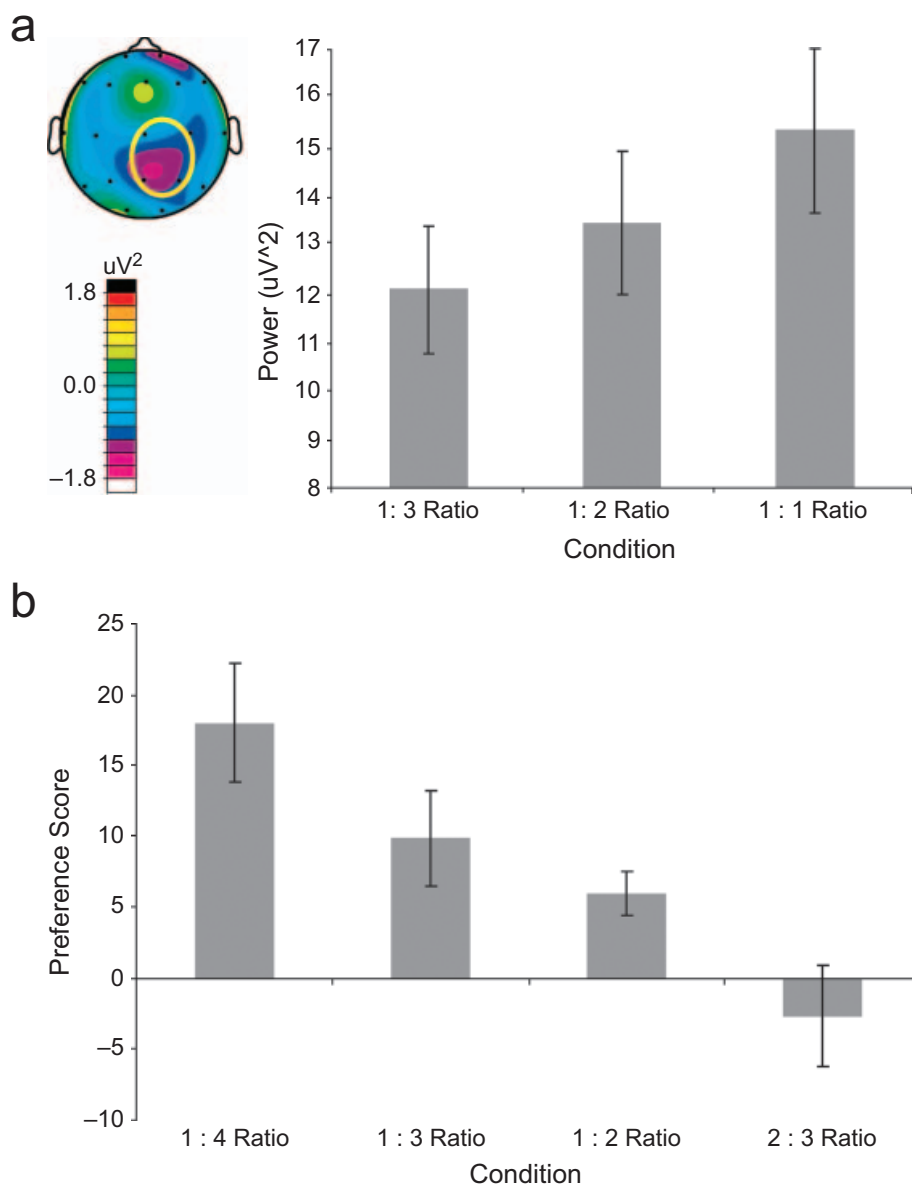 a
uV²
1.8
0.0
–1.8
Power (uV^2)
17
16
15
14
13
12
11
10
9
8
1: 3 Ratio
1: 2 Ratio
1 : 1 Ratio
Condition
b
Preference Score
25
20
15
10
5
0
–5
–10
1 : 4 Ratio
1 : 3 Ratio
1 : 2 Ratio
2 : 3 Ratio
Condition